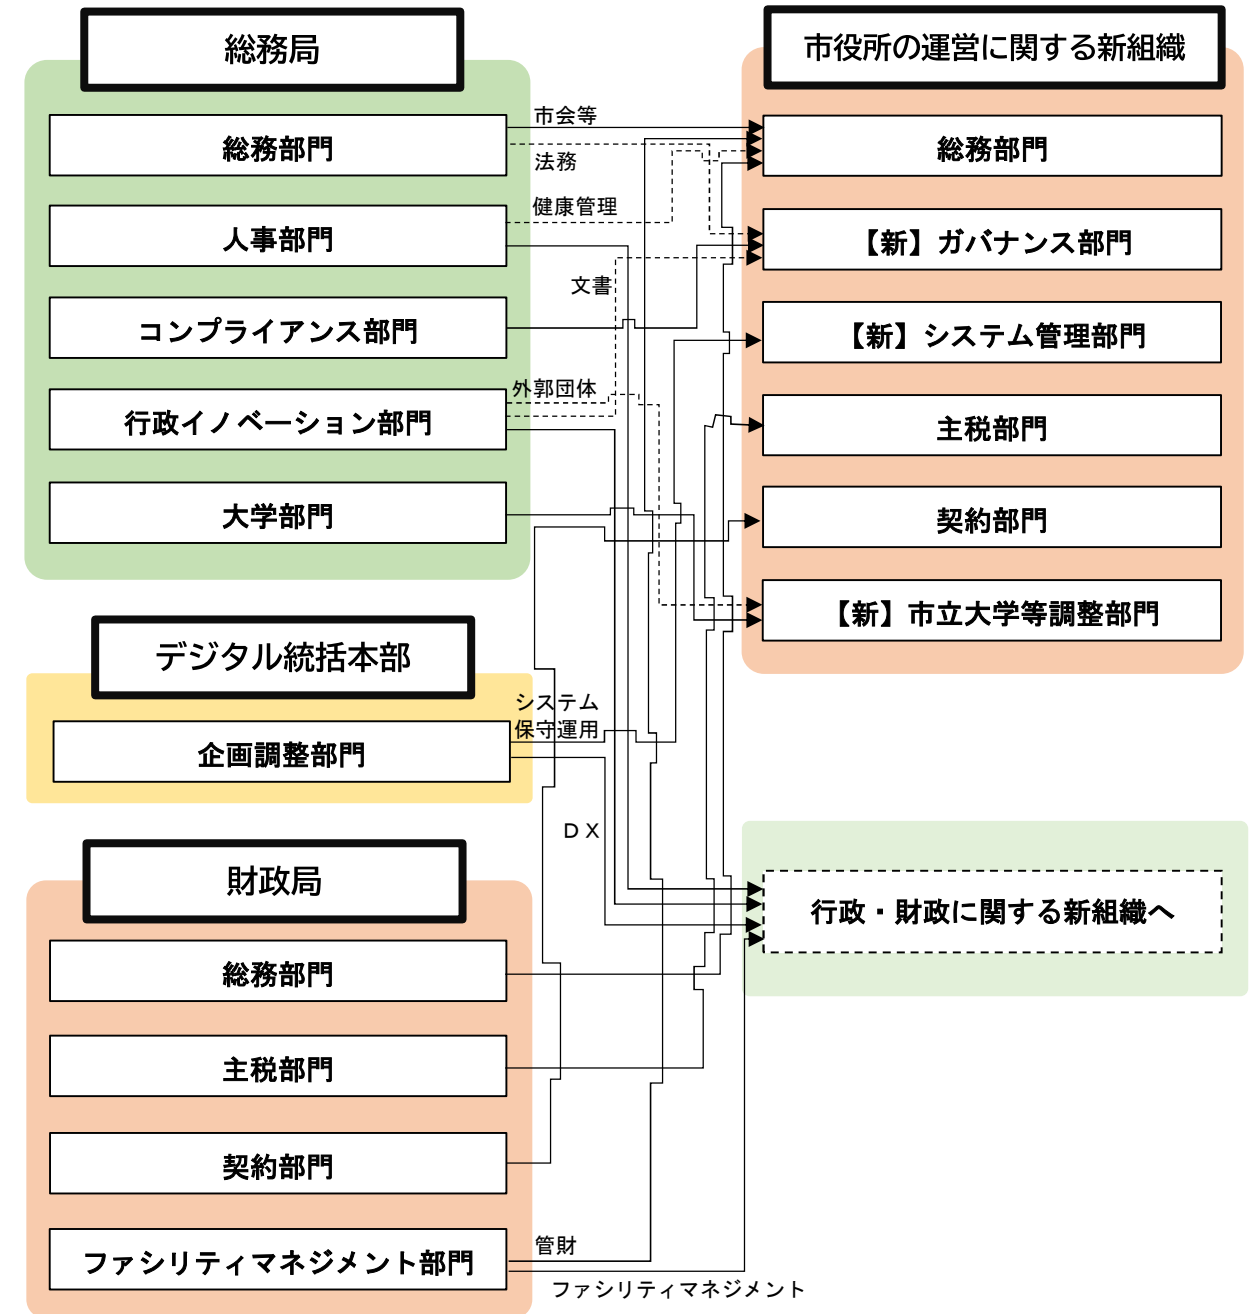 総務局
総務部門
人事部門
コンプライアンス部門
行政イノベーション部門
大学部門
デジタル統括本部
企画調整部門
財政局
総務部門
主税部門
契約部門
ファシリティマネジメント部門
市会等
法務
健康管理
文書
外郭団体
システム
保守運用
ＤＸ
管財
ファシリティマネジメント
市役所の運営に関する新組織
総務部門
【新】ガバナンス部門
【新】システム管理部門
主税部門
契約部門
【新】市立大学等調整部門
行政・財政に関する新組織へ